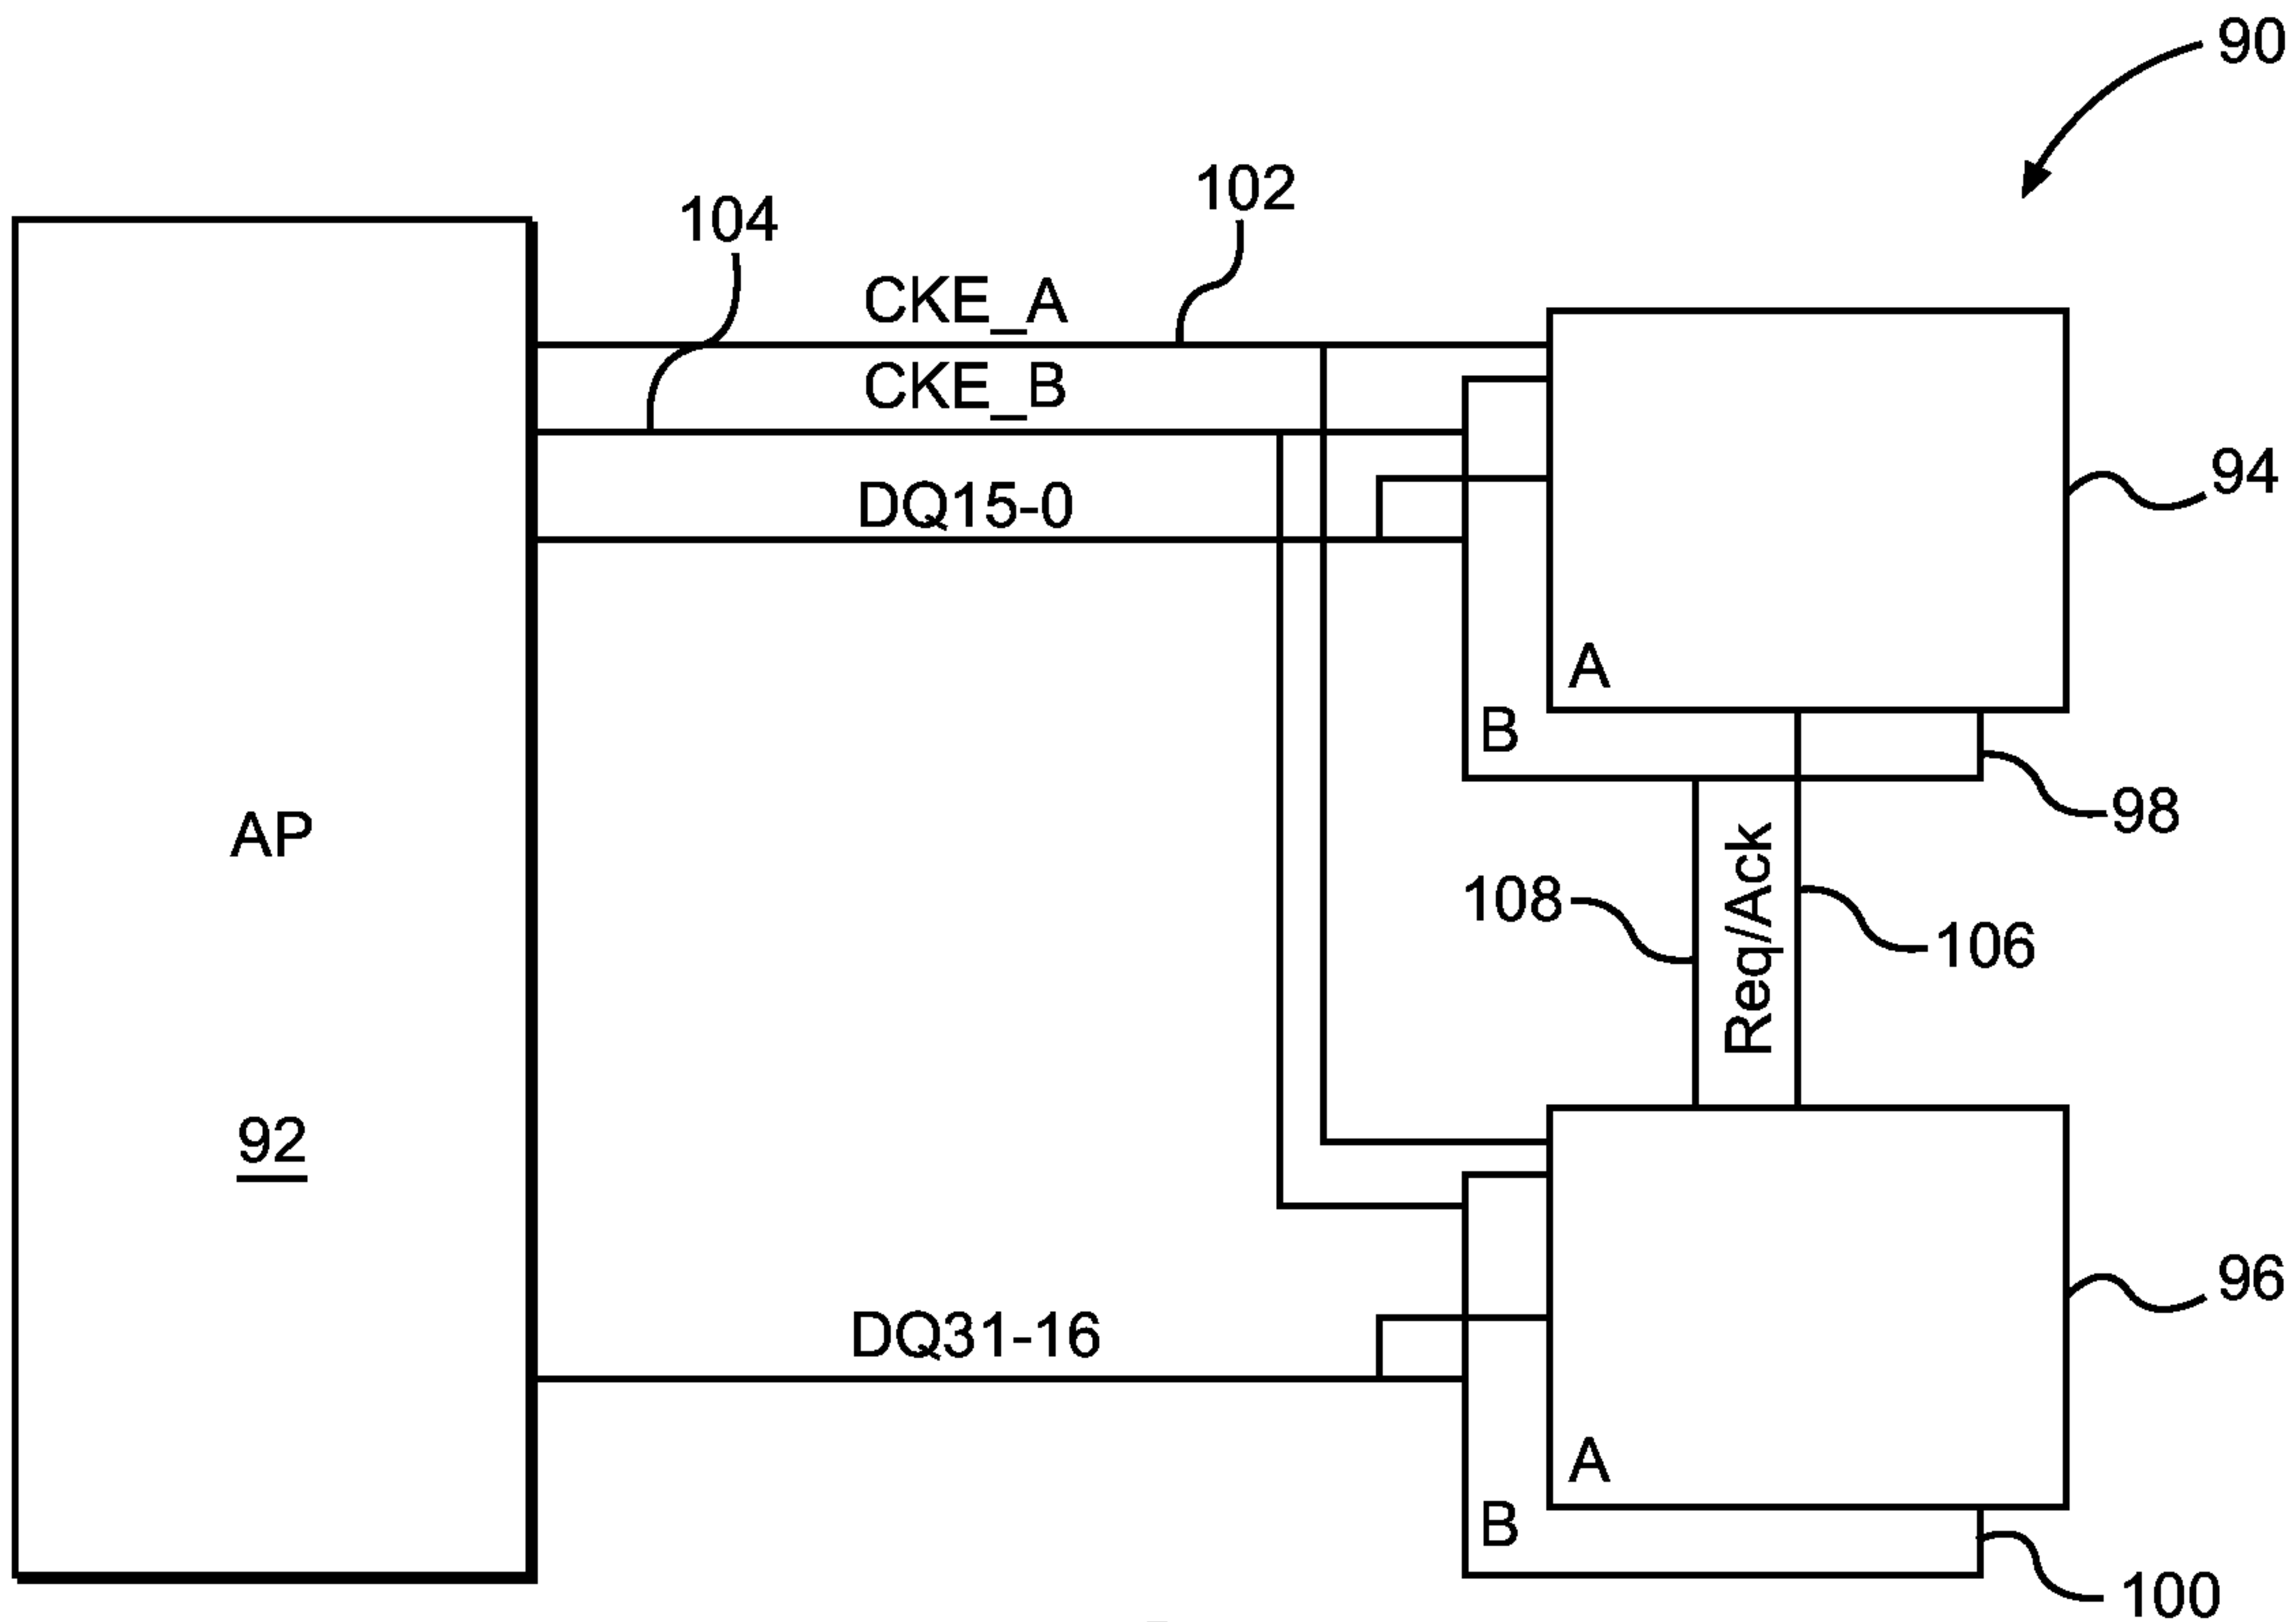 90
102
104
CKE_A
CKE_B
94
DQ15-0
A
B
98
AP
Req/Ack
108
106
92
96
DQ31-16
A
B
100